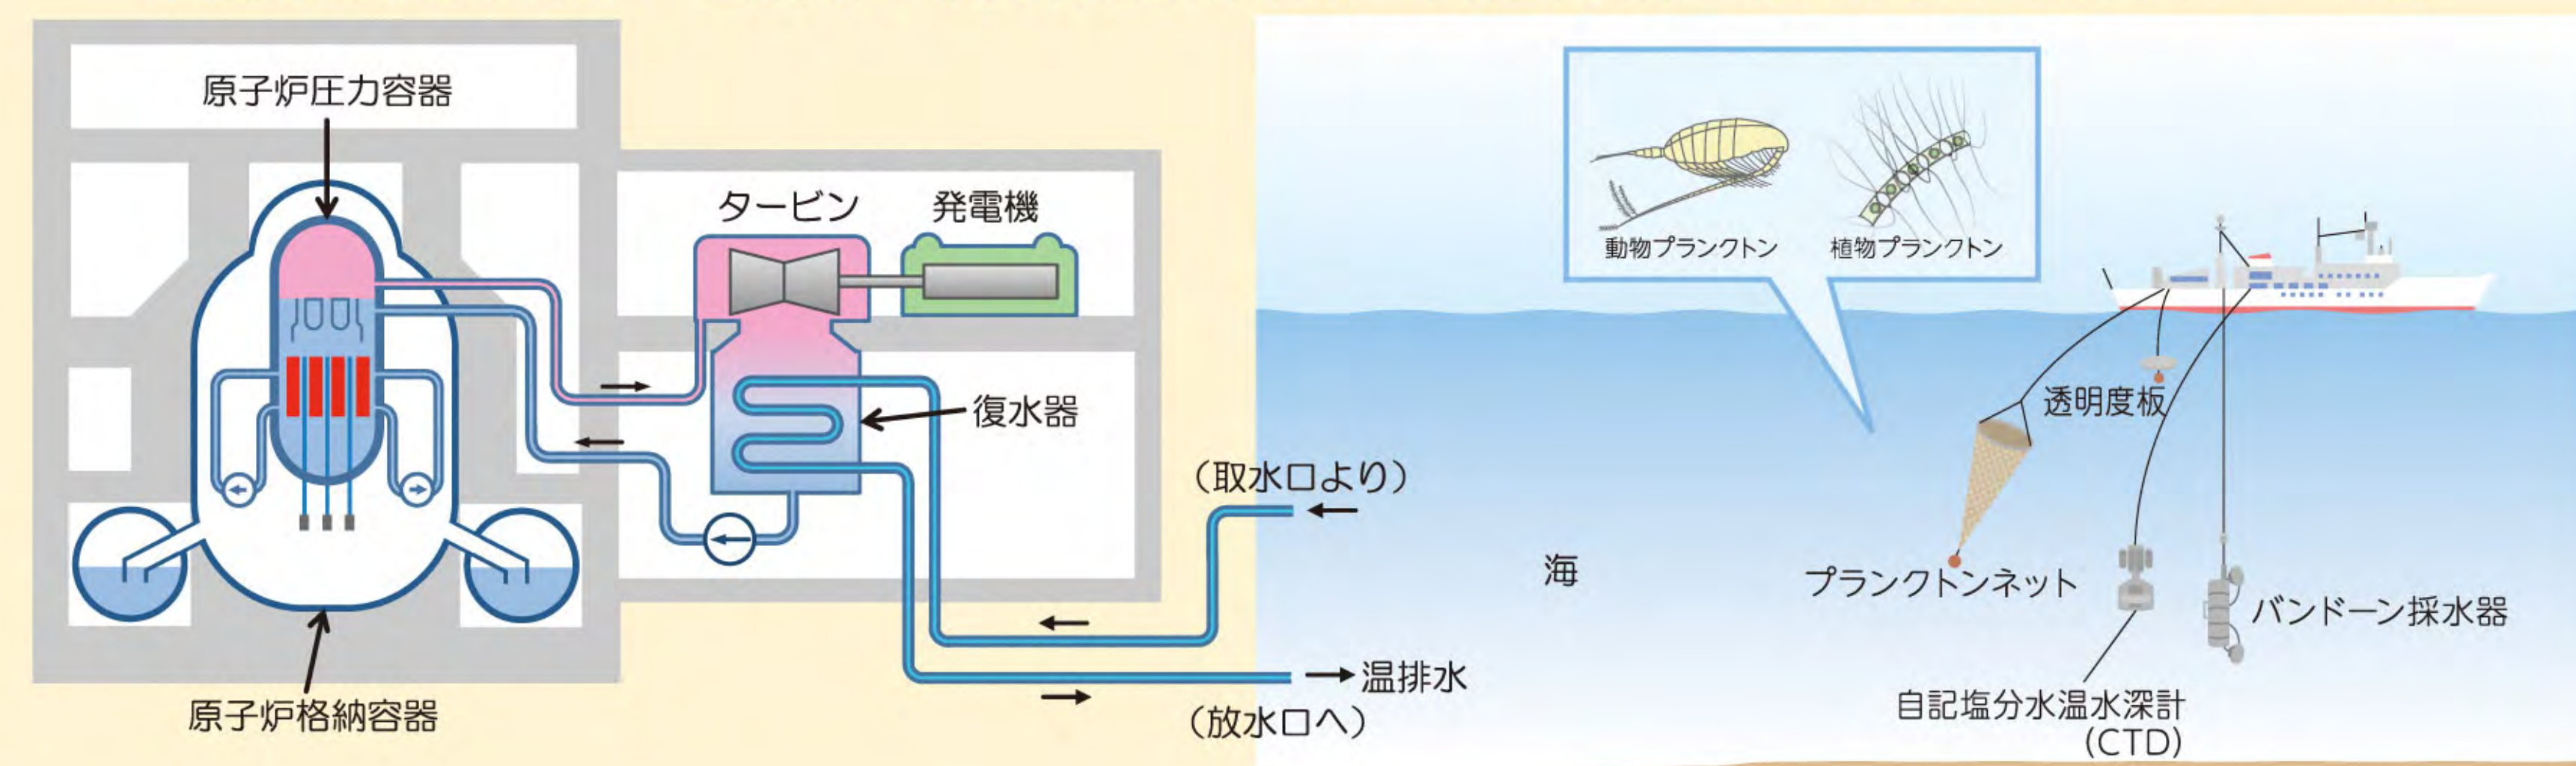 原子炉圧力容器
タービン
発電機
復水器
原子炉格納容器
（取水口より）
温排水
（放水口へ）
海
動物プランクトン
植物プランクトン
透明度板
プランクトンネット
バンドーン採水器
自記塩分水温水深計
(CTD)